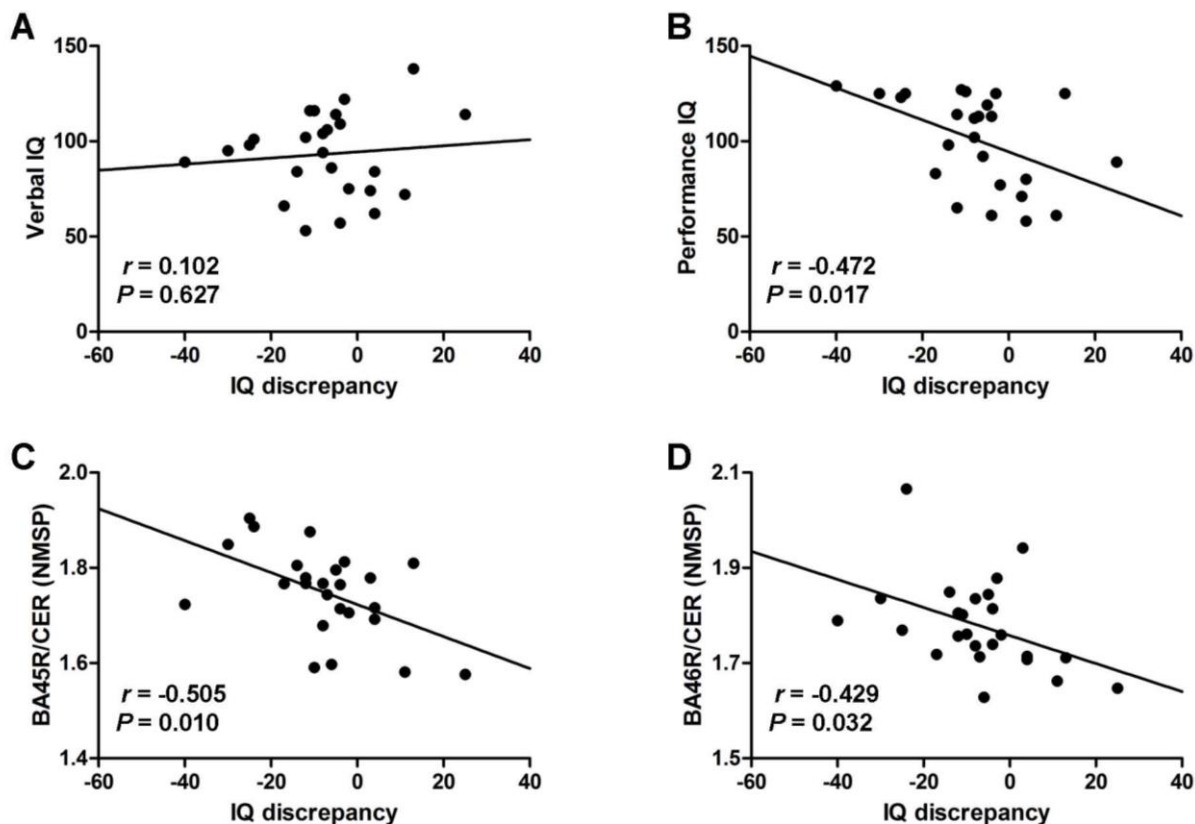 A
Verbal IQ
150
100
50
0
r = 0.102
P = 0.627
-60 -40 -20 0 20 40
IQ discrepancy
B
Performance IQ
150
100
50
0
r = -0.472
P = 0.017
-60 -40 -20 0 20 40
IQ discrepancy
C
BA45R/CER (NMSP)
2.0
1.8
1.6
1.4
r = -0.505
P = 0.010
-60 -40 -20 0 20 40
IQ discrepancy
D
BA46R/CER (NMSP)
2.1
1.9
1.7
1.5
r = -0.429
P = 0.032
-60 -40 -20 0 20 40
IQ discrepancy